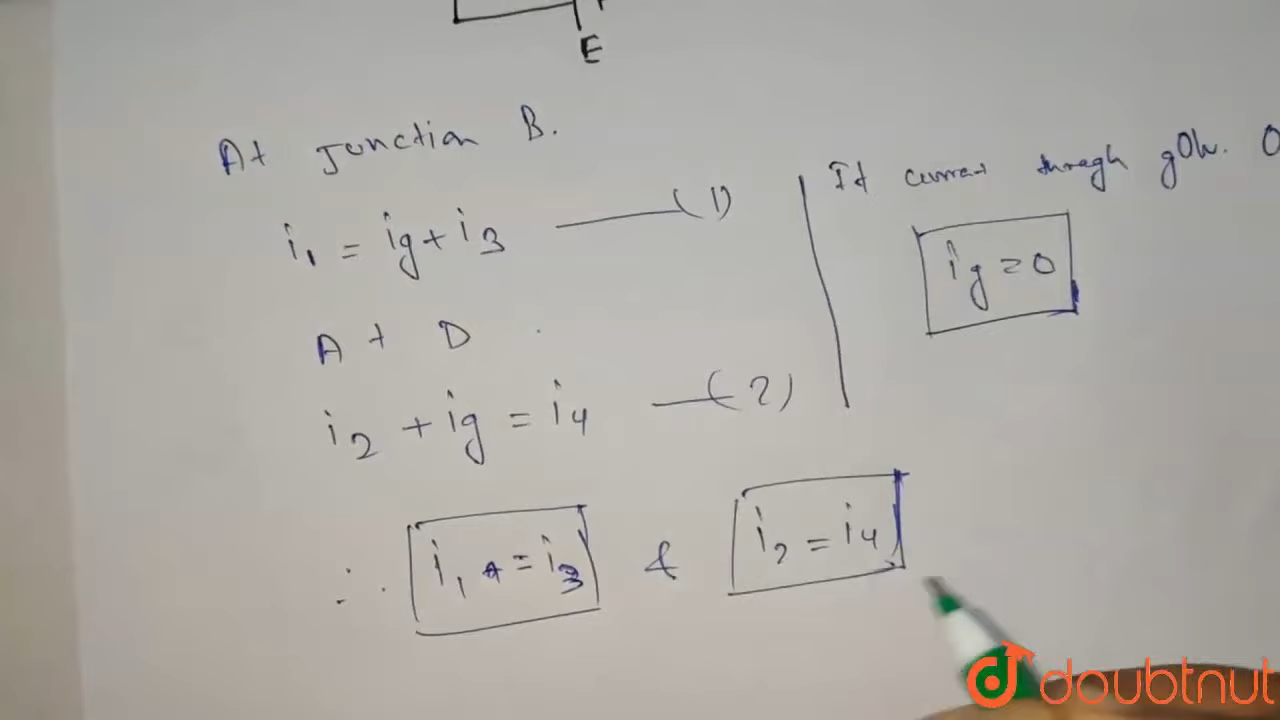 E
At Junction B.
i₁ = ig + i₃ —— (1)
At D.
i₂ + ig = i₄ —— (2)
∴ i₁ = i₃ & i₂ = i₄
If current through gal. 0
ig = 0
doubtnut